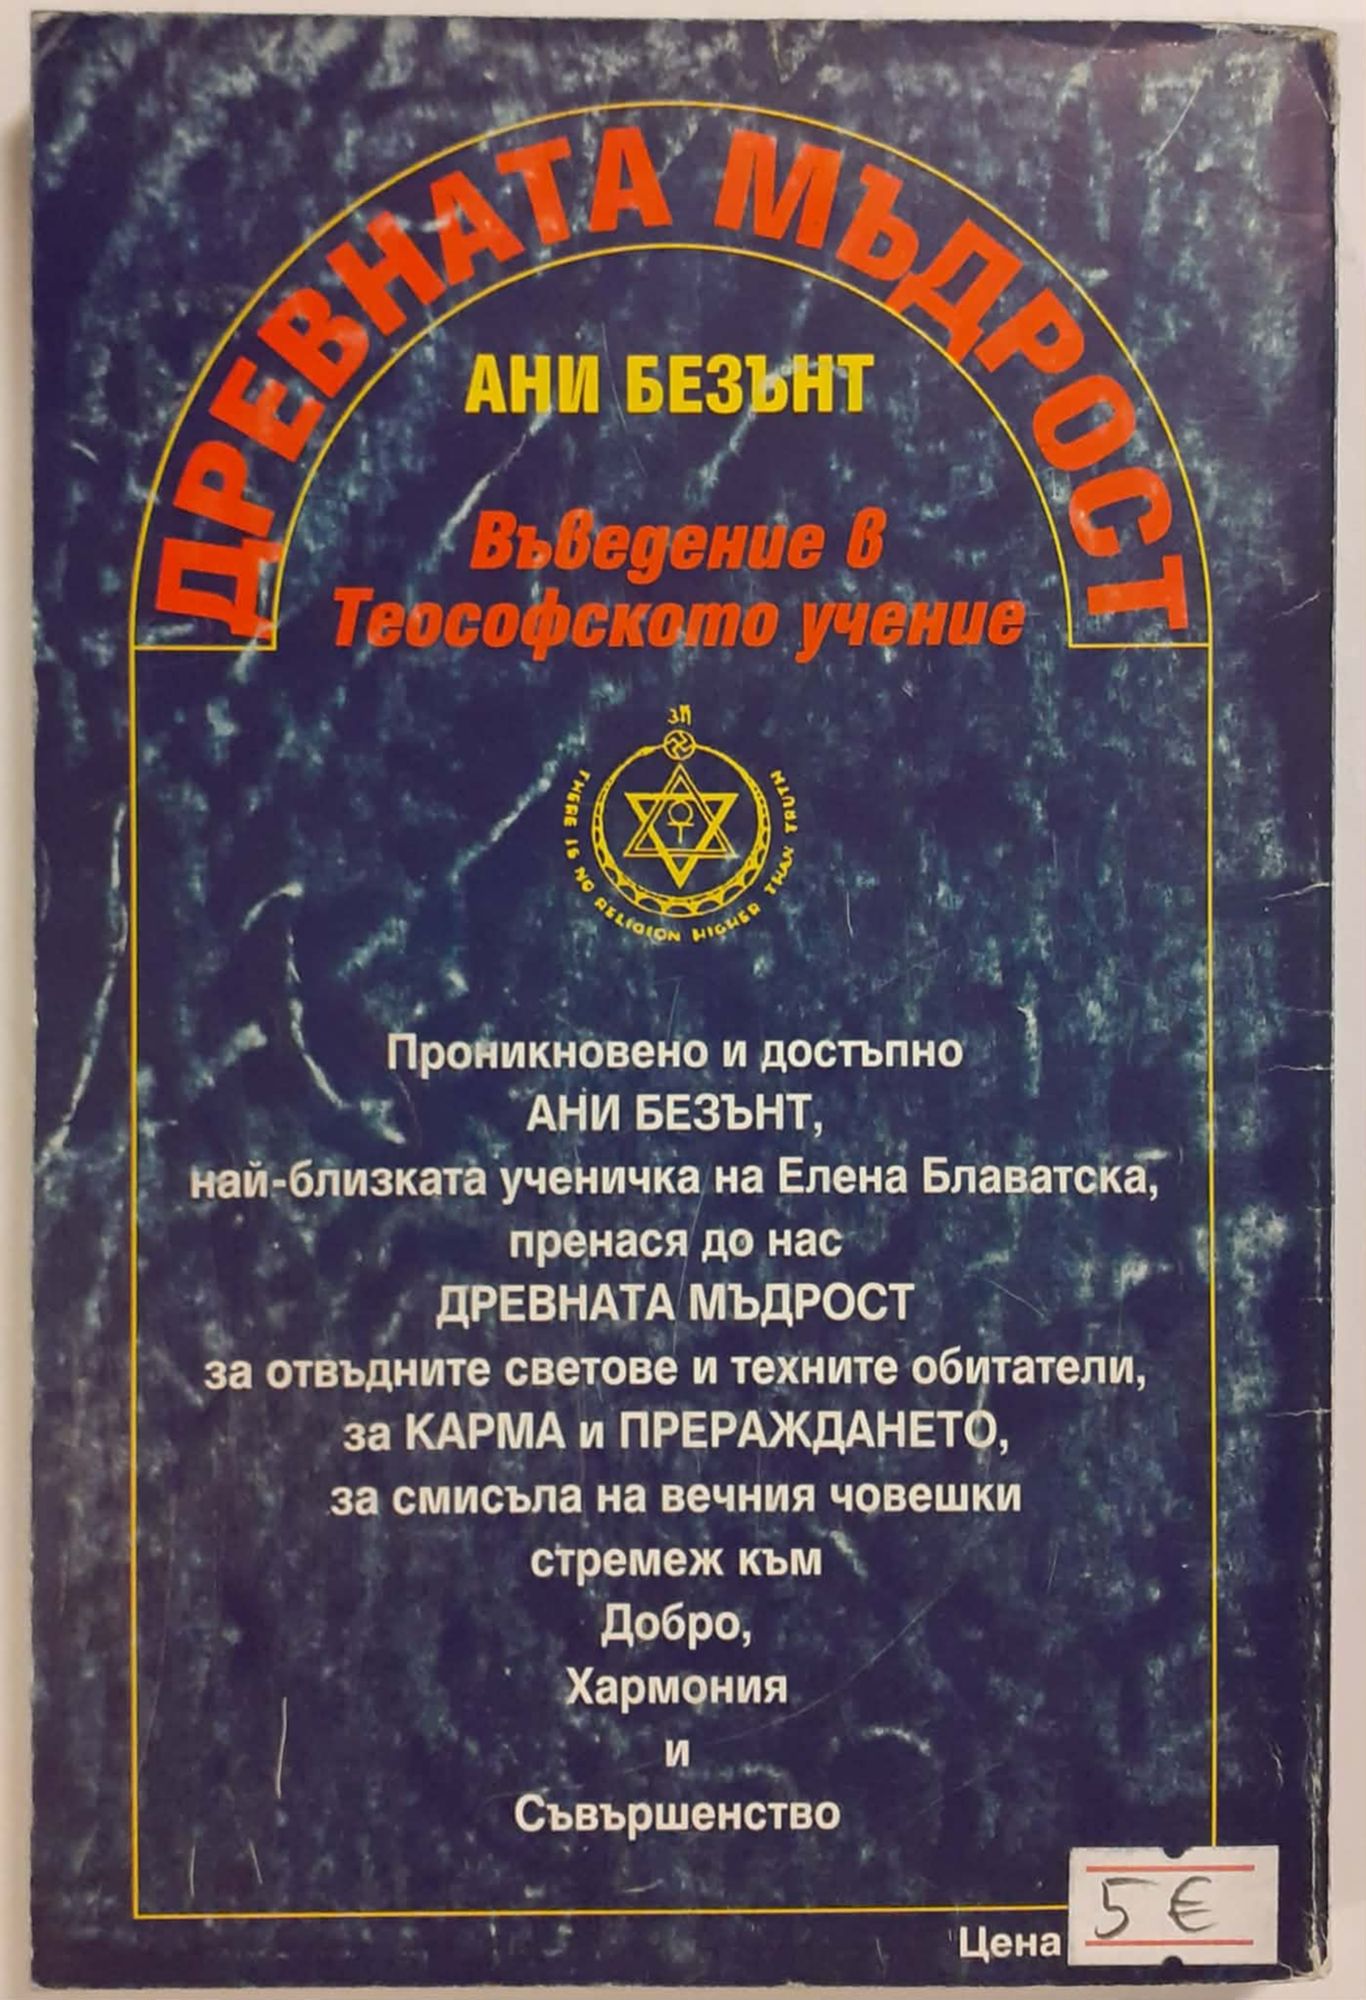 ДРЕВНАТА МЪДРОСТ
АНИ БЕЗЪНТ
Въведение в
Теософското учение
THERE IS NO RELIGION HIGHER THAN TRUTH
Проникновено и достъпно
АНИ БЕЗЪНТ,
най-близката ученичка на Елена Блаватска,
пренася до нас
ДРЕВНАТА МЪДРОСТ
за отвъдните светове и техните обитатели,
за КАРМА и ПРЕРАЖДАНЕТО,
за смисъла на вечния човешки
стремеж към
Добро,
Хармония
и
Съвършенство
Цена 5 €